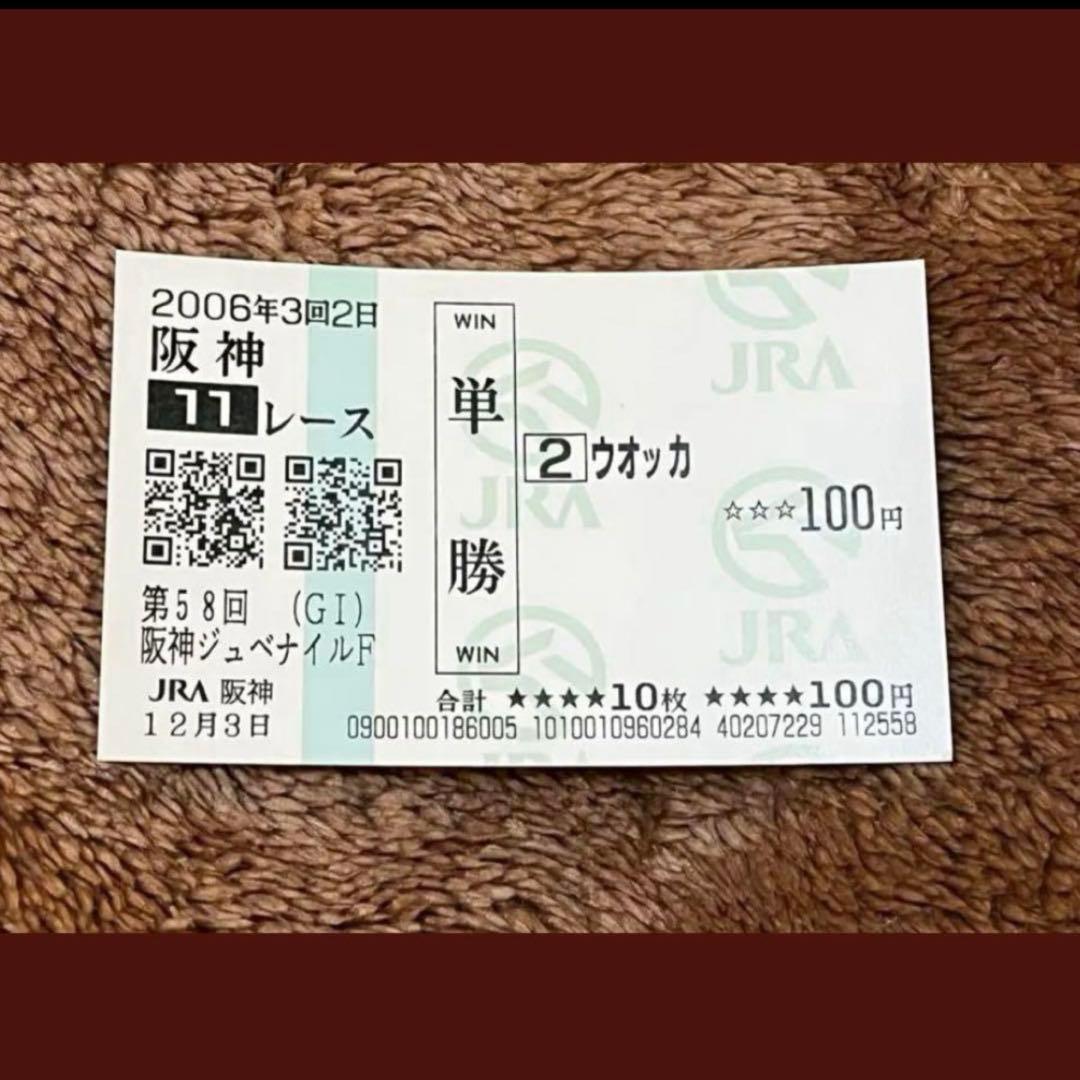 2006年3回2日
阪神
11レース
第58回 (GI)
阪神ジュベナイルF
JRA 阪神
12月3日
WIN
単勝
WIN
2 ウオッカ
☆☆☆100円
合計 ★★★★10枚 ★★★★100円
0900100186005 1010010960284 40207229 112558
JRA
JRA
JRA
JRA